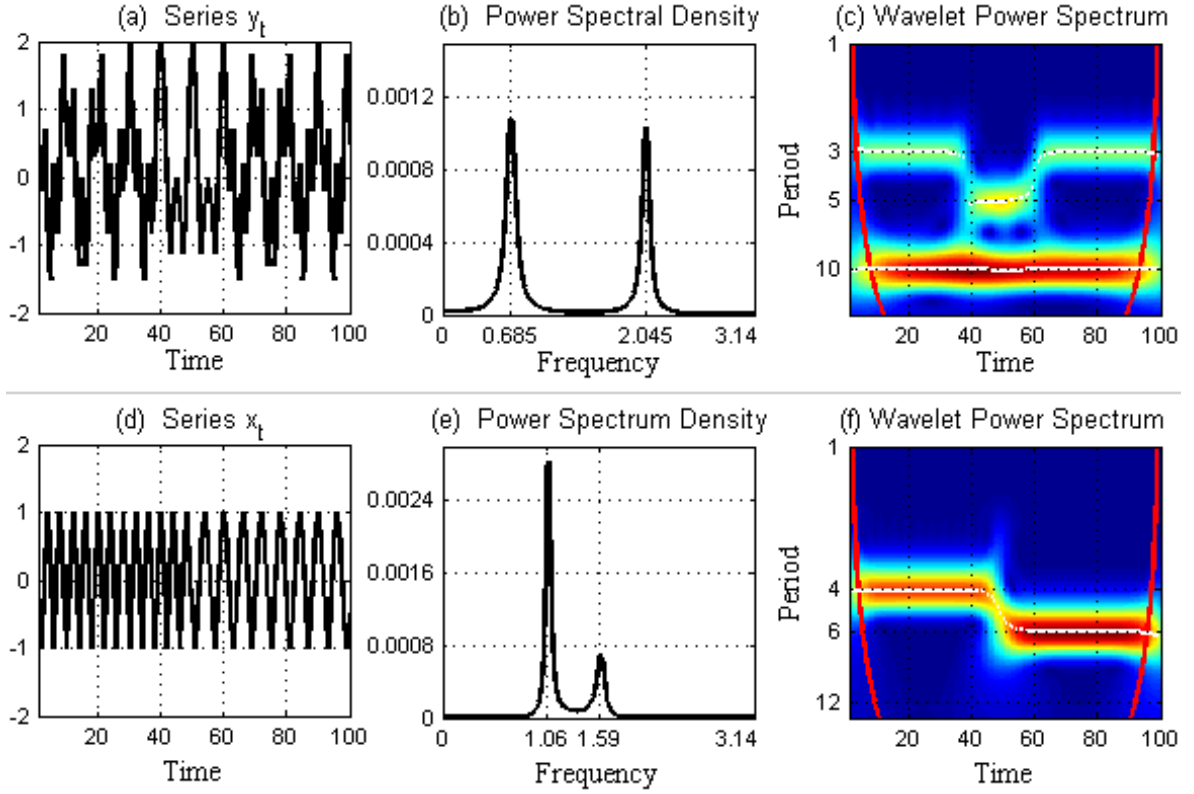 (a) Series y_t
2
1
0
-1
-2
20 40 60 80 100
Time
(b) Power Spectral Density
0.0012
0.0008
0.0004
0
0 0.685 2.045 3.14
Frequency
(c) Wavelet Power Spectrum
Period
1
3
5
10
20 40 60 80 100
Time
(d) Series x_t
2
1
0
-1
-2
20 40 60 80 100
Time
(e) Power Spectrum Density
0.0024
0.0016
0.0008
0
0 1.06 1.59 3.14
Frequency
(f) Wavelet Power Spectrum
Period
1
4
6
12
20 40 60 80 100
Time